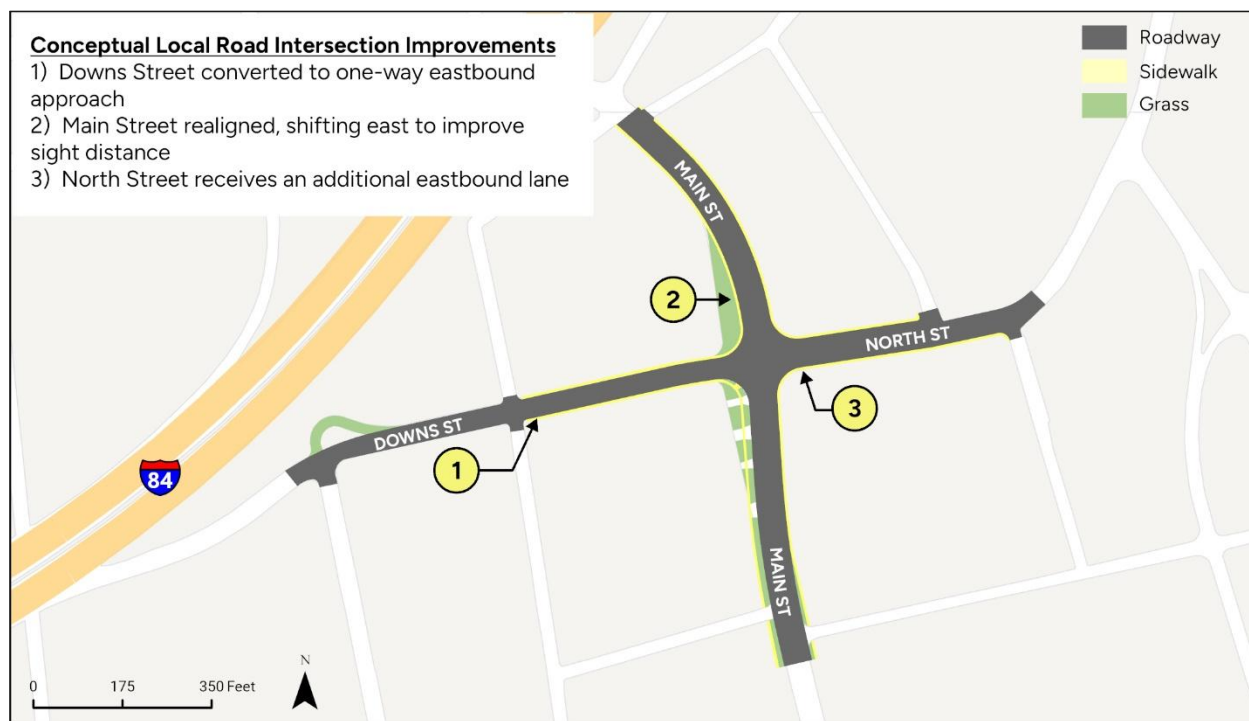 Conceptual Local Road Intersection Improvements
1) Downs Street converted to one-way eastbound
approach
2) Main Street realigned, shifting east to improve
sight distance
3) North Street receives an additional eastbound lane
Roadway
Sidewalk
Grass
MAIN ST
2
NORTH ST
3
DOWNS ST
1
84
MAIN ST
N
0 175 350 Feet